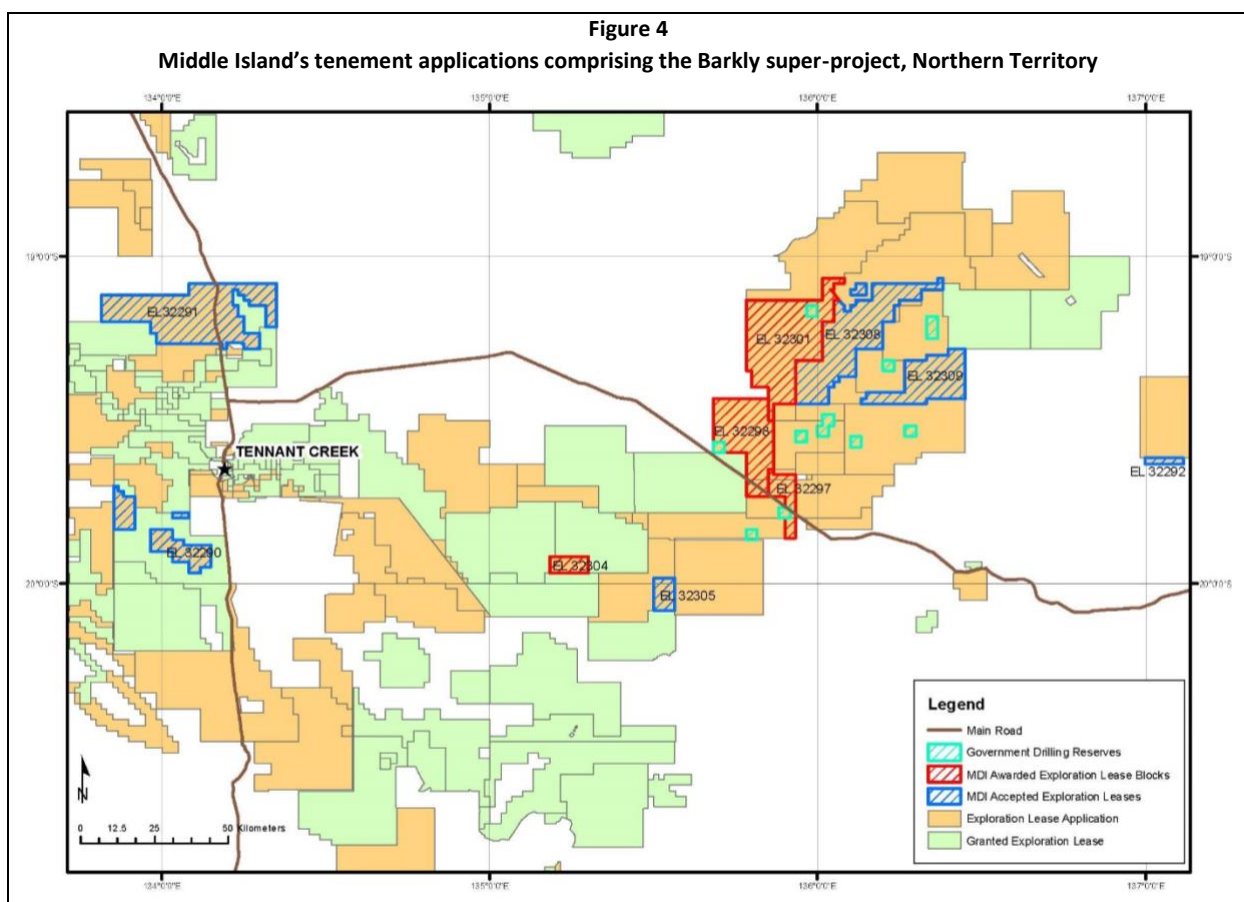 Figure 4
Middle Island's tenement applications comprising the Barkly super-project, Northern Territory
134°0'0"E
135°0'0"E
136°0'0"E
137°0'0"E
19°0'0"S
19°0'0"S
EL 32291
EL 32301
EL 32308
EL 32309
EL 32298
TENNANT CREEK
EL 32292
EL 32297
EL 32290
EL 32304
20°0'0"S
EL 32305
20°0'0"S
Legend
Main Road
Government Drilling Reserves
MDI Awarded Exploration Lease Blocks
MDI Accepted Exploration Leases
Exploration Lease Application
Granted Exploration Lease
N
0 12.5 25 50 Kilometers
134°0'0"E
135°0'0"E
136°0'0"E
137°0'0"E